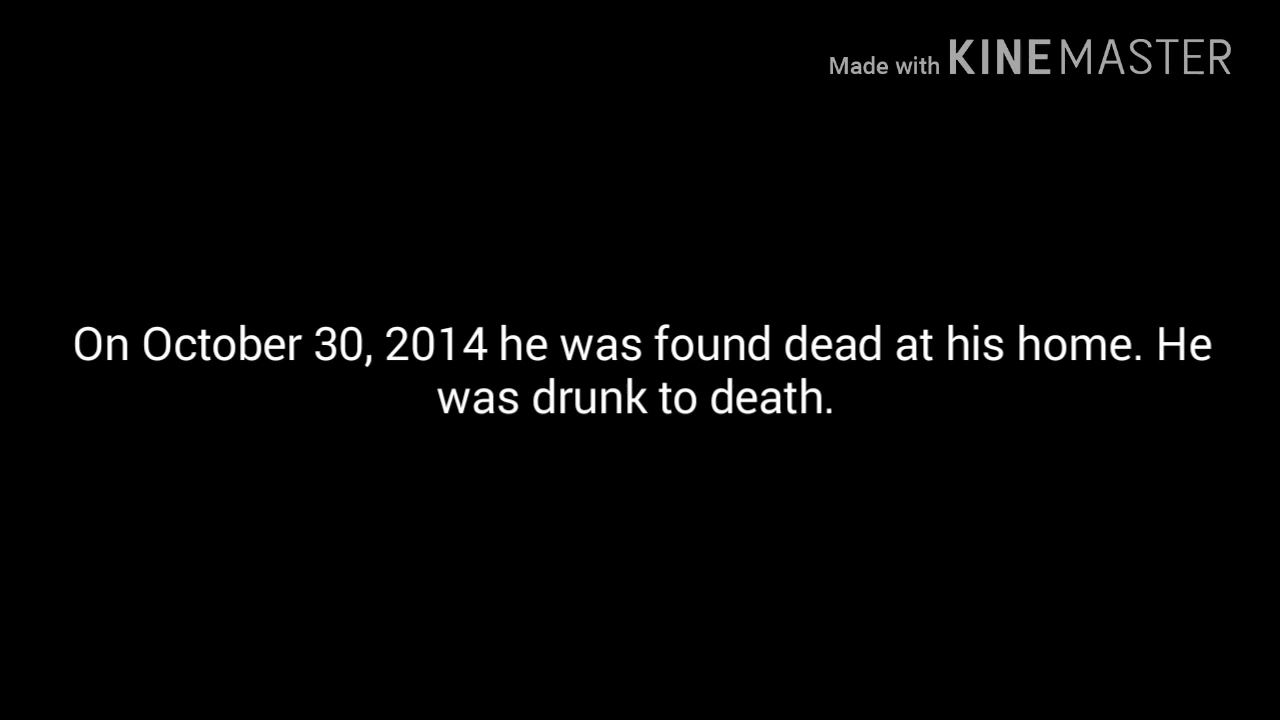 Made with KINEMASTER
On October 30, 2014 he was found dead at his home. He
was drunk to death.